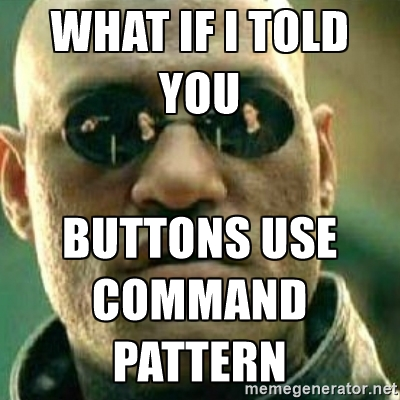 WHAT IF I TOLD
YOU
BUTTONS USE
COMMAND
PATTERN
memegenerator.net